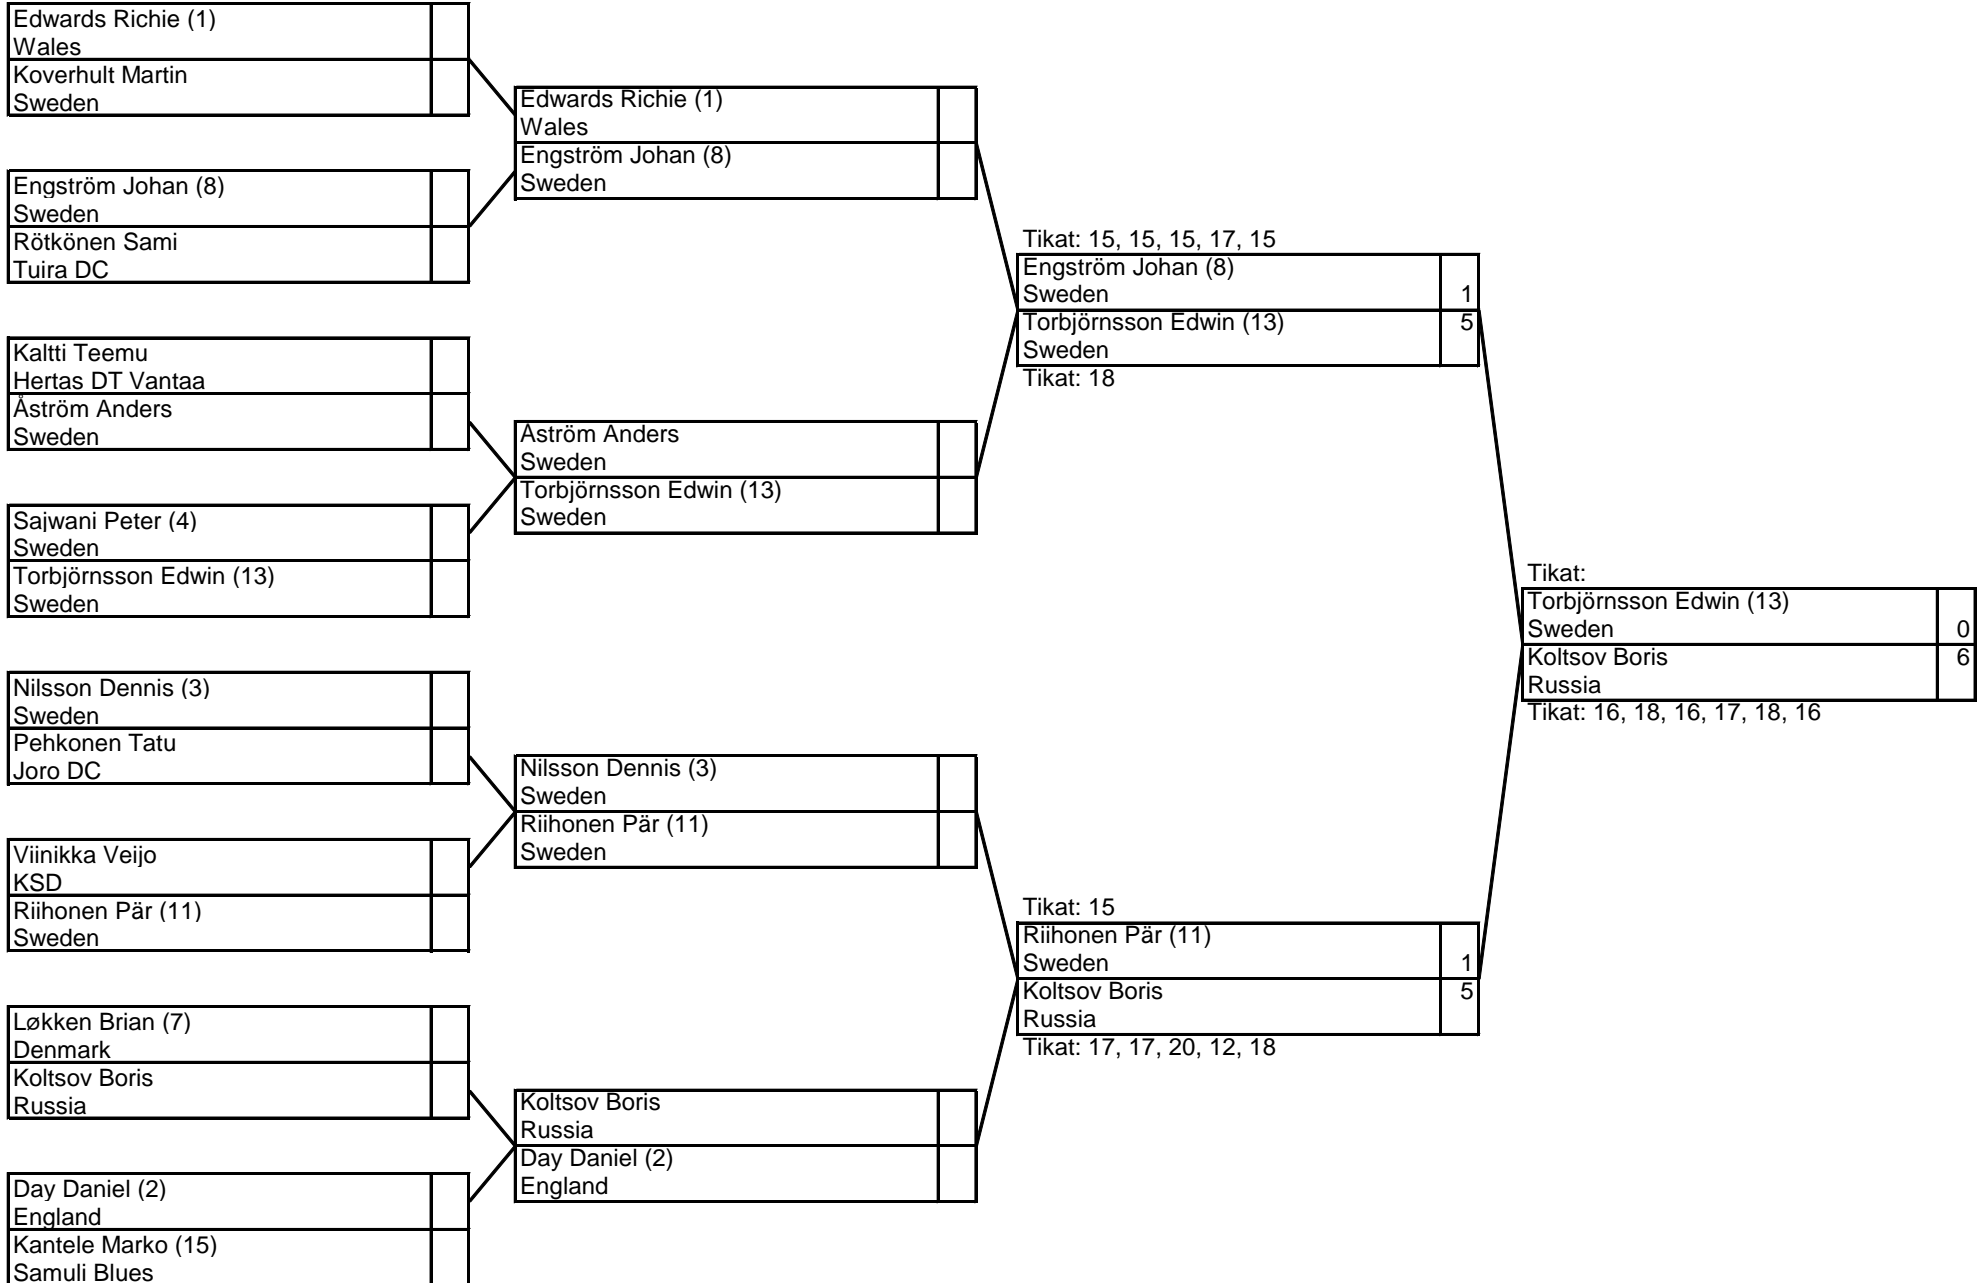 Edwards Richie (1)
Wales
Koverhult Martin
Sweden
Engström Johan (8)
Sweden
Rötkönen Sami
Tuira DC
Kaltti Teemu
Hertas DT Vantaa
Åström Anders
Sweden
Sajwani Peter (4)
Sweden
Torbjörnsson Edwin (13)
Sweden
Nilsson Dennis (3)
Sweden
Pehkonen Tatu
Joro DC
Viinikka Veijo
KSD
Riihonen Pär (11)
Sweden
Løkken Brian (7)
Denmark
Koltsov Boris
Russia
Day Daniel (2)
England
Kantele Marko (15)
Samuli Blues
Edwards Richie (1)
Wales
Engström Johan (8)
Sweden
Åström Anders
Sweden
Torbjörnsson Edwin (13)
Sweden
Nilsson Dennis (3)
Sweden
Riihonen Pär (11)
Sweden
Koltsov Boris
Russia
Day Daniel (2)
England
Tikat: 15, 15, 15, 17, 15
Engström Johan (8)
Sweden 1
Torbjörnsson Edwin (13) 5
Sweden
Tikat: 18
Tikat: 15
Riihonen Pär (11)
Sweden 1
Koltsov Boris 5
Russia
Tikat: 17, 17, 20, 12, 18
Tikat:
Torbjörnsson Edwin (13)
Sweden 0
Koltsov Boris 6
Russia
Tikat: 16, 18, 16, 17, 18, 16